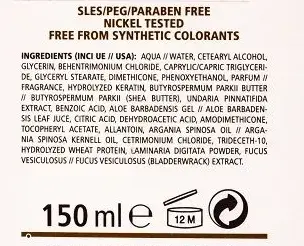 SLES/PEG/PARABEN FREE
NICKEL TESTED
FREE FROM SYNTHETIC COLORANTS
INGREDIENTS (INCI UE // USA): AQUA // WATER, CETEARYL ALCOHOL,
GLYCERIN, BEHENTRIMONIUM CHLORIDE, CAPRYLIC/CAPRIC TRIGLYCERI-
DE, GLYCERYL STEARATE, DIMETHICONE, PHENOXYETHANOL, PARFUM //
FRAGRANCE, HYDROLYZED KERATIN, BUTYROSPERMUM PARKII BUTTER
// BUTYROSPERMUM PARKII (SHEA BUTTER), UNDARIA PINNATIFIDA
EXTRACT, BENZOIC ACID, ALOE BARBADENSIS GEL // ALOE BARBADEN-
SIS LEAF JUCE, CITRIC ACID, DEHYDROACETIC ACID, AMODIMETHICONE,
TOCOPHERYL ACETATE, ALLANTOIN, ARGANIA SPINOSA OIL // ARGA-
NIA SPINOSA KERNELL OIL, CETRIMONIUM CHLORIDE, TRIDECETH-10,
HYDROLYZED WHEAT PROTEIN, LAMINARIA DIGITATA POWDER, FUCUS
VESICULOSUS // FUCUS VESICULOSUS (BLADDERWRACK) EXTRACT.
150 ml e 12 M